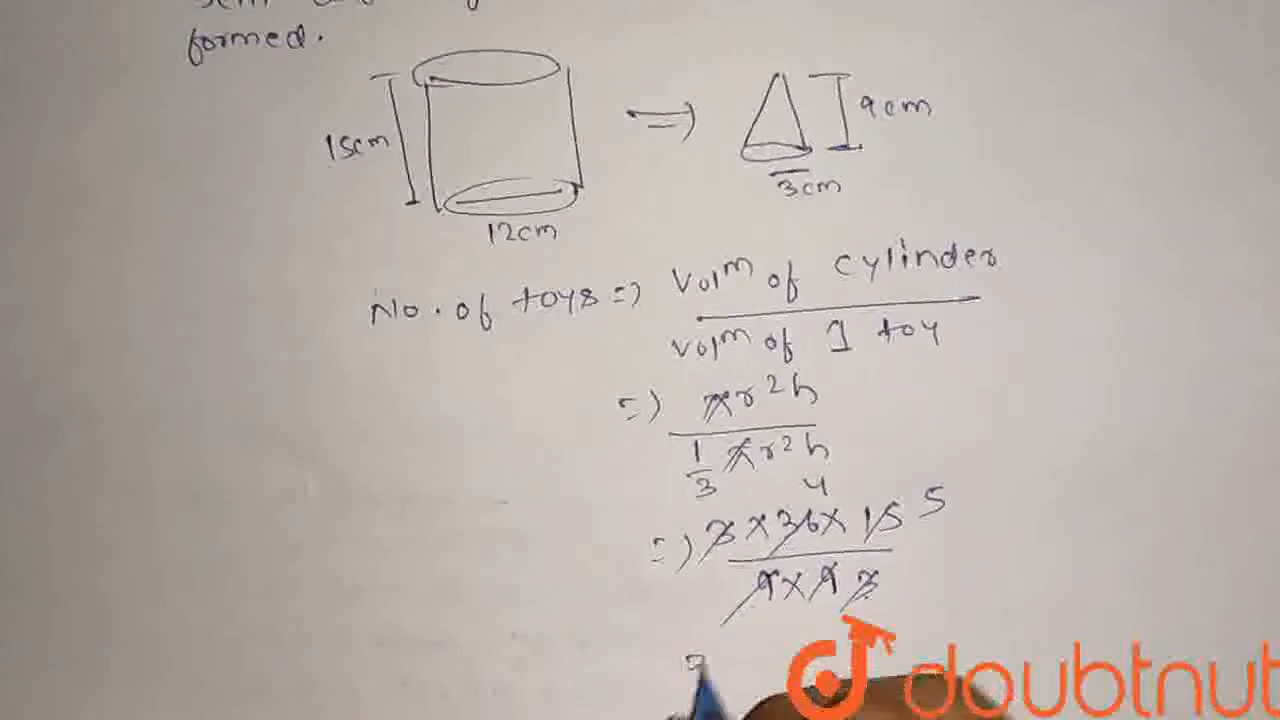 formed.
15cm
12cm
=)
9cm
3cm
No. of toys =) Volm of cylinder
Volm of 1 toy
=) πr2h
1/3 πr2h
4
=) 3 x 36 x 15 5
9 x 9 3
doubtnut